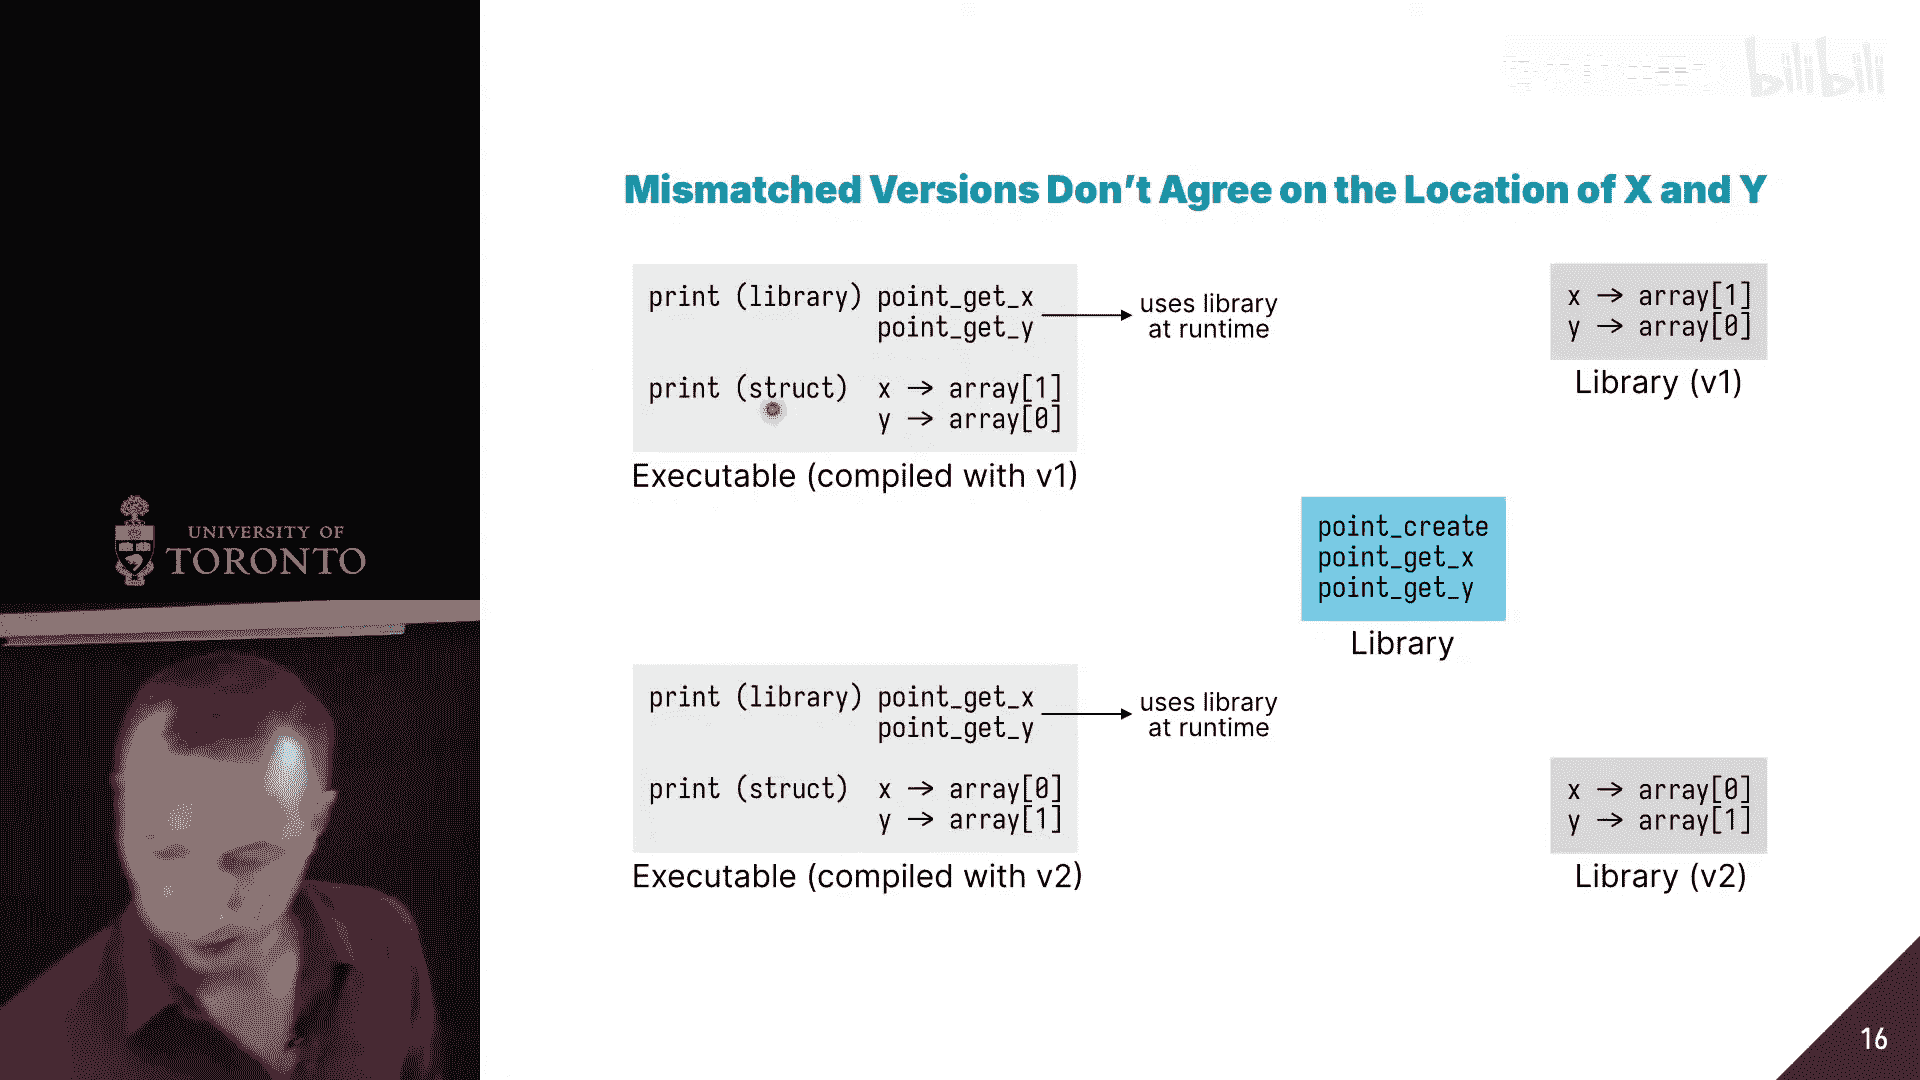 bilibili
Mismatched Versions Don’t Agree on the Location of X and Y
print (library) point_get_x
point_get_y
uses library
at runtime
print (struct) x → array[1]
y → array[0]
Executable (compiled with v1)
x → array[1]
y → array[0]
Library (v1)
point_create
point_get_x
point_get_y
Library
print (library) point_get_x
point_get_y
uses library
at runtime
print (struct) x → array[0]
y → array[1]
Executable (compiled with v2)
x → array[0]
y → array[1]
Library (v2)
UNIVERSITY OF
TORONTO
16